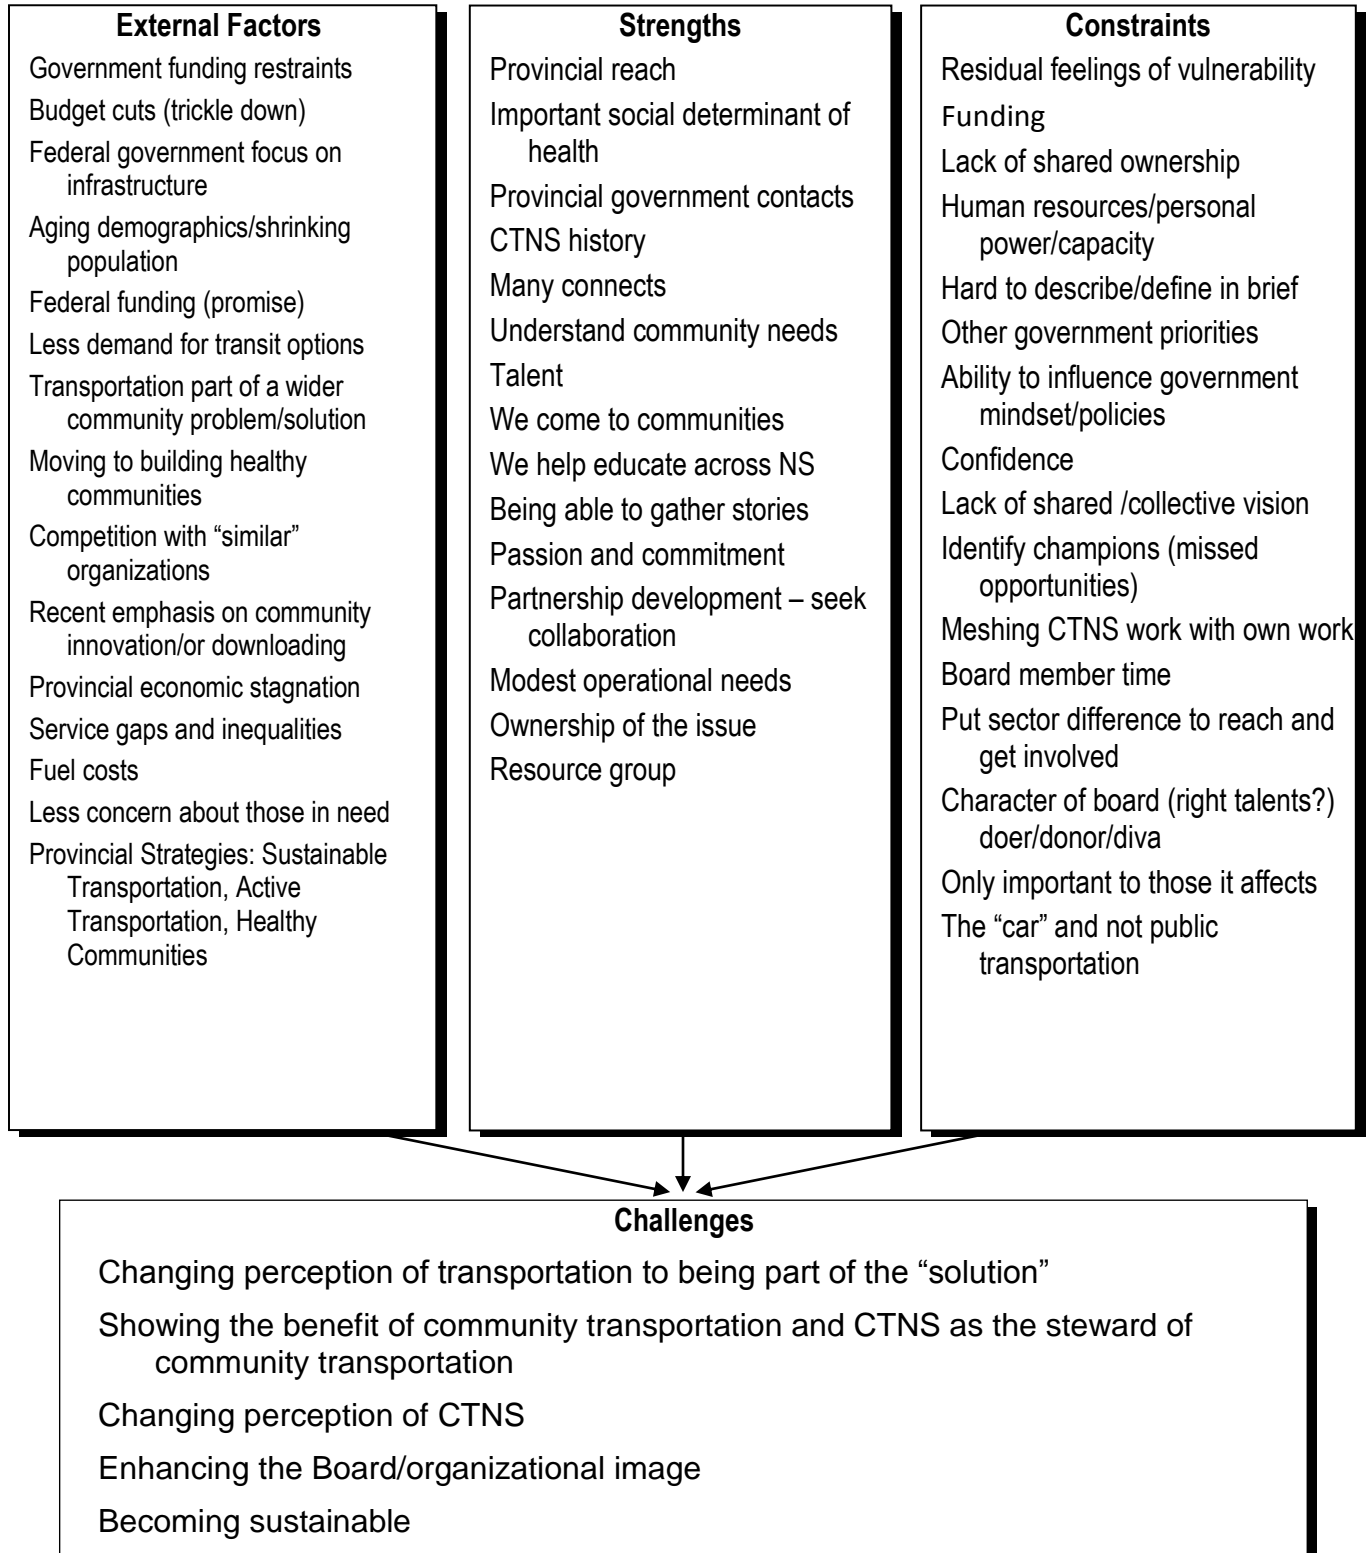 External Factors
Government funding restraints
Budget cuts (trickle down)
Federal government focus on
infrastructure
Aging demographics/shrinking
population
Federal funding (promise)
Less demand for transit options
Transportation part of a wider
community problem/solution
Moving to building healthy
communities
Competition with “similar”
organizations
Recent emphasis on community
innovation/or downloading
Provincial economic stagnation
Service gaps and inequalities
Fuel costs
Less concern about those in need
Provincial Strategies: Sustainable
Transportation, Active
Transportation, Healthy
Communities
Strengths
Provincial reach
Important social determinant of
health
Provincial government contacts
CTNS history
Many connects
Understand community needs
Talent
We come to communities
We help educate across NS
Being able to gather stories
Passion and commitment
Partnership development – seek
collaboration
Modest operational needs
Ownership of the issue
Resource group
Constraints
Residual feelings of vulnerability
Funding
Lack of shared ownership
Human resources/personal
power/capacity
Hard to describe/define in brief
Other government priorities
Ability to influence government
mindset/policies
Confidence
Lack of shared /collective vision
Identify champions (missed
opportunities)
Meshing CTNS work with own work
Board member time
Put sector difference to reach and
get involved
Character of board (right talents?)
doer/donor/diva
Only important to those it affects
The “car” and not public
transportation
Challenges
Changing perception of transportation to being part of the “solution”
Showing the benefit of community transportation and CTNS as the steward of
community transportation
Changing perception of CTNS
Enhancing the Board/organizational image
Becoming sustainable